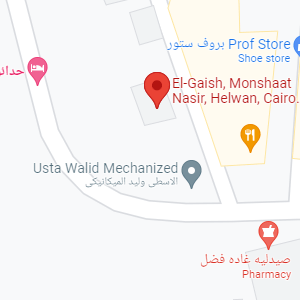 Prof Store بروف ستور
Shoe store
حدائ
El-Gaish, Monshaat
Nasir, Helwan, Cairo.
Usta Walid Mechanized
الاسطى وليد الميكانيكى
صيدليه غاده فضل
Pharmacy